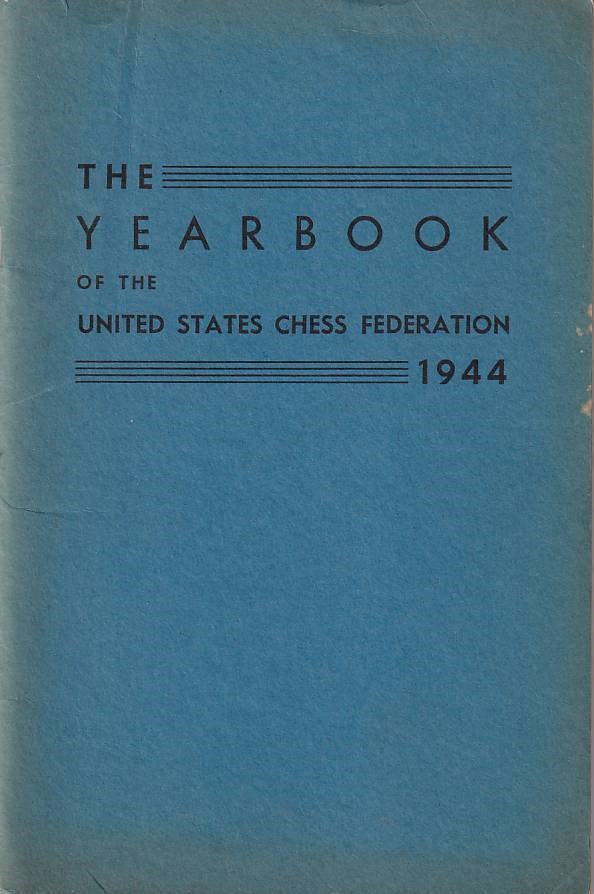 THE
YEARBOOK
OF THE
UNITED STATES CHESS FEDERATION
1944